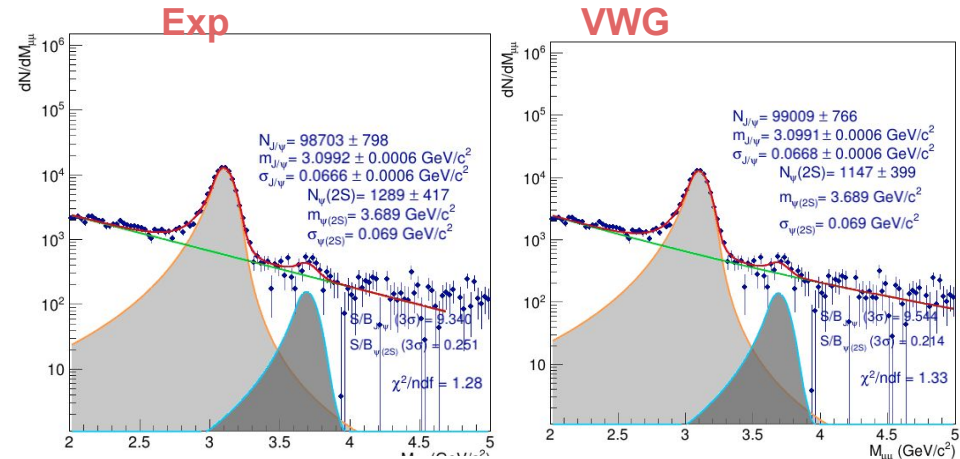 Exp
dN/dMμμ
10⁶
10⁵
10⁴
10³
10²
10
N_J/ψ= 98703 ± 798
m_J/ψ= 3.0992 ± 0.0006 GeV/c²
σ_J/ψ= 0.0666 ± 0.0006 GeV/c²
N_ψ(2S)= 1289 ± 417
m_ψ(2S)= 3.689 GeV/c²
σ_ψ(2S)= 0.069 GeV/c²
S/B_J/ψ (3σ) = 9.340
S/B_ψ(2S) (3σ) = 0.251
χ²/ndf = 1.28
2 2.5 3 3.5 4 4.5 5
VWG
dN/dMμμ
10⁶
10⁵
10⁴
10³
10²
10
N_J/ψ= 99009 ± 766
m_J/ψ= 3.0991 ± 0.0006 GeV/c²
σ_J/ψ= 0.0668 ± 0.0006 GeV/c²
N_ψ(2S)= 1147 ± 399
m_ψ(2S)= 3.689 GeV/c²
σ_ψ(2S)= 0.069 GeV/c²
S/B_J/ψ (3σ) = 9.544
S/B_ψ(2S) (3σ) = 0.214
χ²/ndf = 1.33
2 2.5 3 3.5 4 4.5 5
Mμμ (GeV/c²)